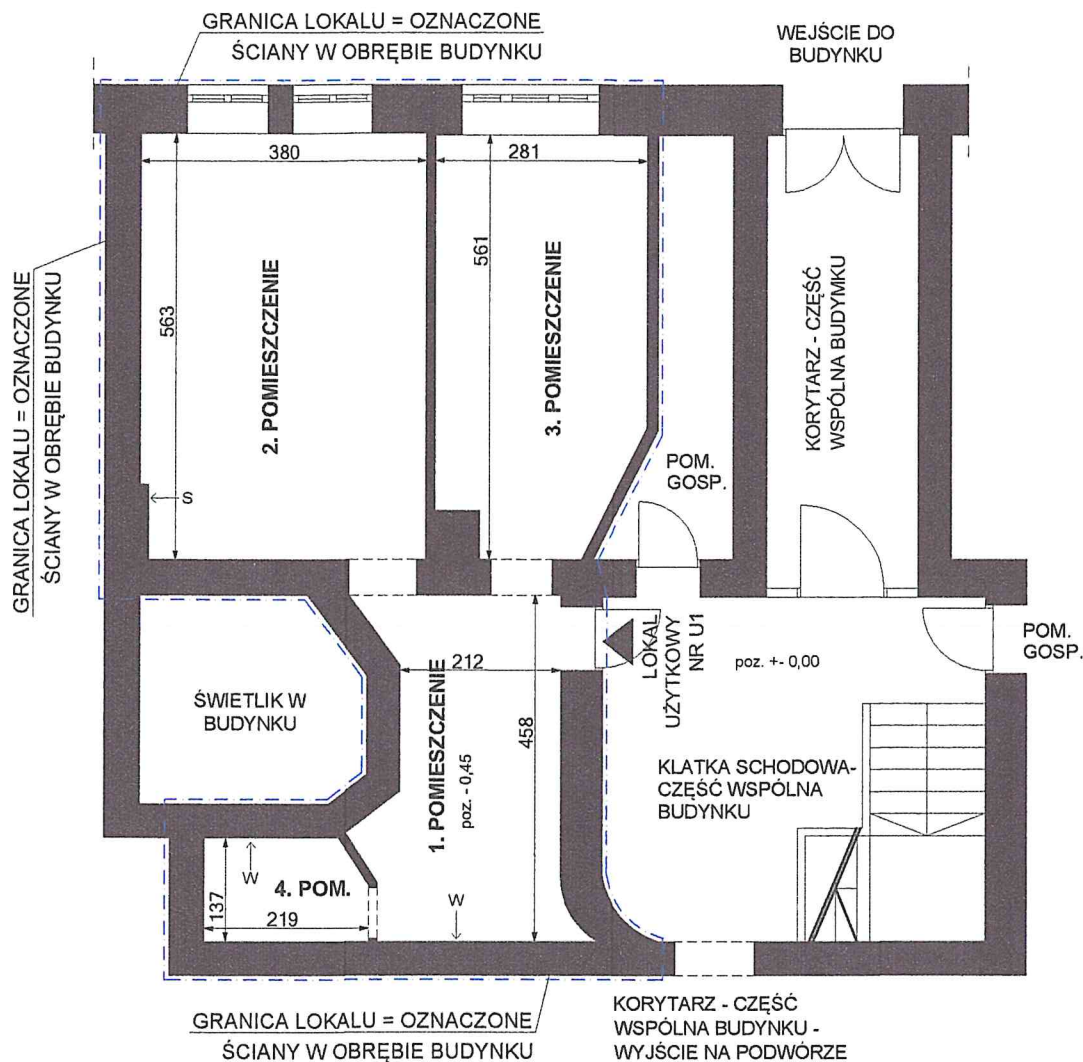 GRANICA LOKALU = OZNACZONE
ŚCIANY W OBRĘBIE BUDYNKU
WEJŚCIE DO
BUDYNKU
380
281
563
561
2. POMIESZCZENIE
3. POMIESZCZENIE
KORYTARZ - CZĘŚĆ
WSPÓLNA BUDYMKU
GRANICA LOKALU = OZNACZONE
ŚCIANY W OBRĘBIE BUDYNKU
S
POM.
GOSP.
LOKAL
UŻYTKOWY
NR U1
poz. +- 0,00
POM.
GOSP.
212
458
ŚWIETLIK W
BUDYNKU
1. POMIESZCZENIE
poz. - 0,45
KLATKA SCHODOWA-
CZĘŚĆ WSPÓLNA
BUDYNKU
W
4. POM.
W
137
219
GRANICA LOKALU = OZNACZONE
ŚCIANY W OBRĘBIE BUDYNKU
KORYTARZ - CZĘŚĆ
WSPÓLNA BUDYNKU -
WYJŚCIE NA PODWÓRZE